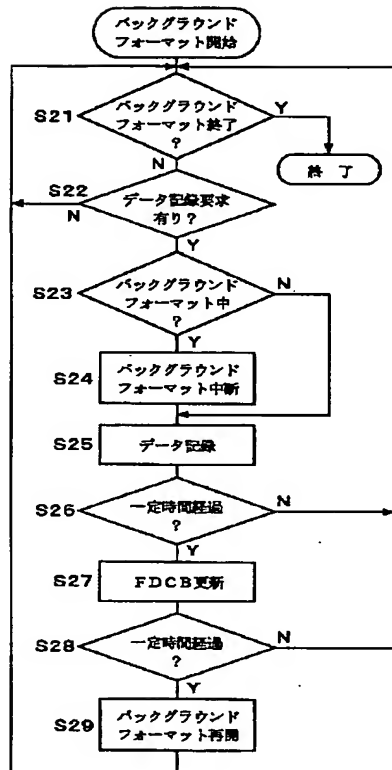 バックグラウンド
フォーマット開始
S21
バックグラウンド
フォーマット終了
?
Y
N
終 了
S22
データ記録要求
有り?
N
Y
S23
バックグラウンド
フォーマット中
?
N
Y
S24
バックグラウンド
フォーマット中断
S25
データ記録
S26
一定時間経過
?
N
Y
S27
FDCB更新
S28
一定時間経過
?
N
Y
S29
バックグラウンド
フォーマット再開